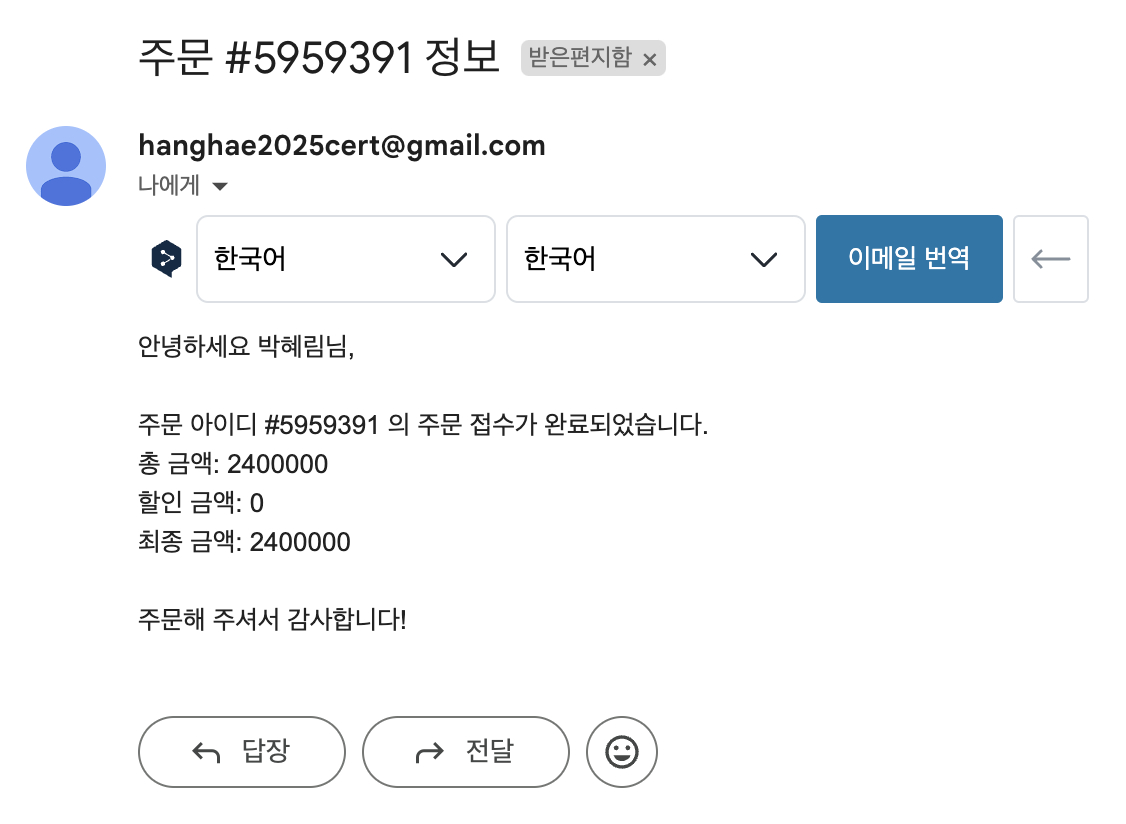 주문 #5959391 정보 받은편지함 ×
hanghae2025cert@gmail.com
나에게
한국어 한국어 이메일 번역
안녕하세요 박혜림님,
주문 아이디 #5959391 의 주문 접수가 완료되었습니다.
총 금액: 2400000
할인 금액: 0
최종 금액: 2400000
주문해 주셔서 감사합니다!
답장 전달